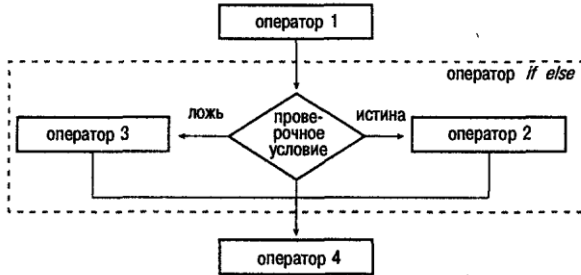 оператор 1
оператор if else
ложь
истина
прове-
рочное
условие
оператор 3
оператор 2
оператор 4